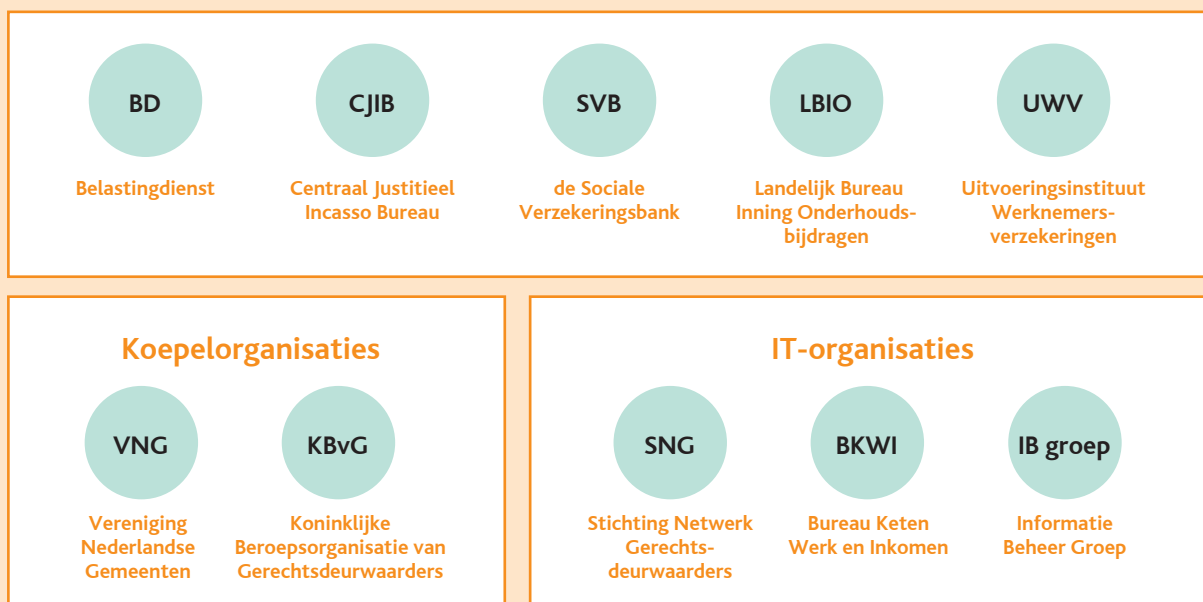 BD
CJIB
SVB
LBIO
UWV
Belastingdienst
Centraal Justitieel
Incasso Bureau
de Sociale
Verzekeringsbank
Landelijk Bureau
Inning Onderhouds-
bijdragen
Uitvoeringsinstituut
Werknemers-
verzekeringen
Koepelorganisaties
VNG
KBvG
Vereniging
Nederlandse
Gemeenten
Koninklijke
Beroepsorganisatie van
Gerechtsdeurwaarders
IT-organisaties
SNG
BKWI
IB groep
Stichting Netwerk
Gerechts-
deurwaarders
Bureau Keten
Werk en Inkomen
Informatie
Beheer Groep